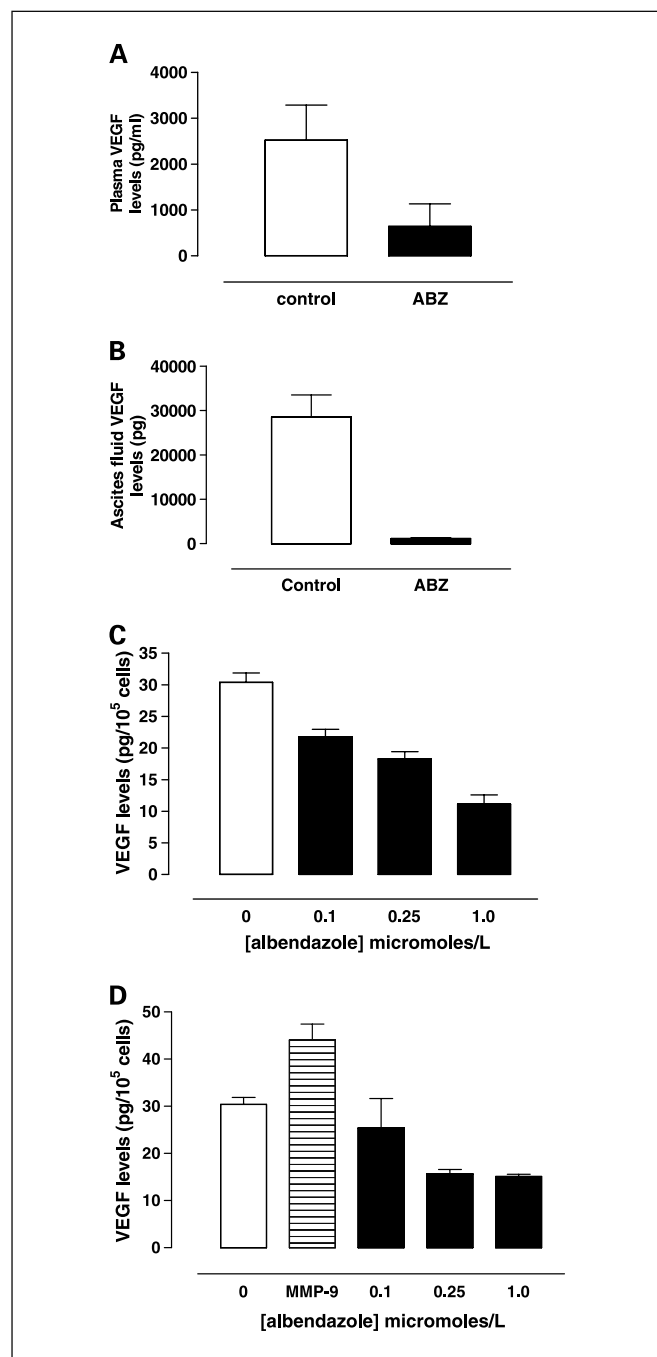 A
Plasma VEGF
levels (pg/ml)
4000
3000
2000
1000
0
control ABZ
B
Ascites fluid VEGF
levels (pg)
40000
30000
20000
10000
0
Control ABZ
C
VEGF levels (pg/10⁵ cells)
35
30
25
20
15
10
5
0
0 0.1 0.25 1.0
[albendazole] micromoles/L
D
VEGF levels (pg/10⁵ cells)
50
40
30
20
10
0
0 MMP-9 0.1 0.25 1.0
[albendazole] micromoles/L